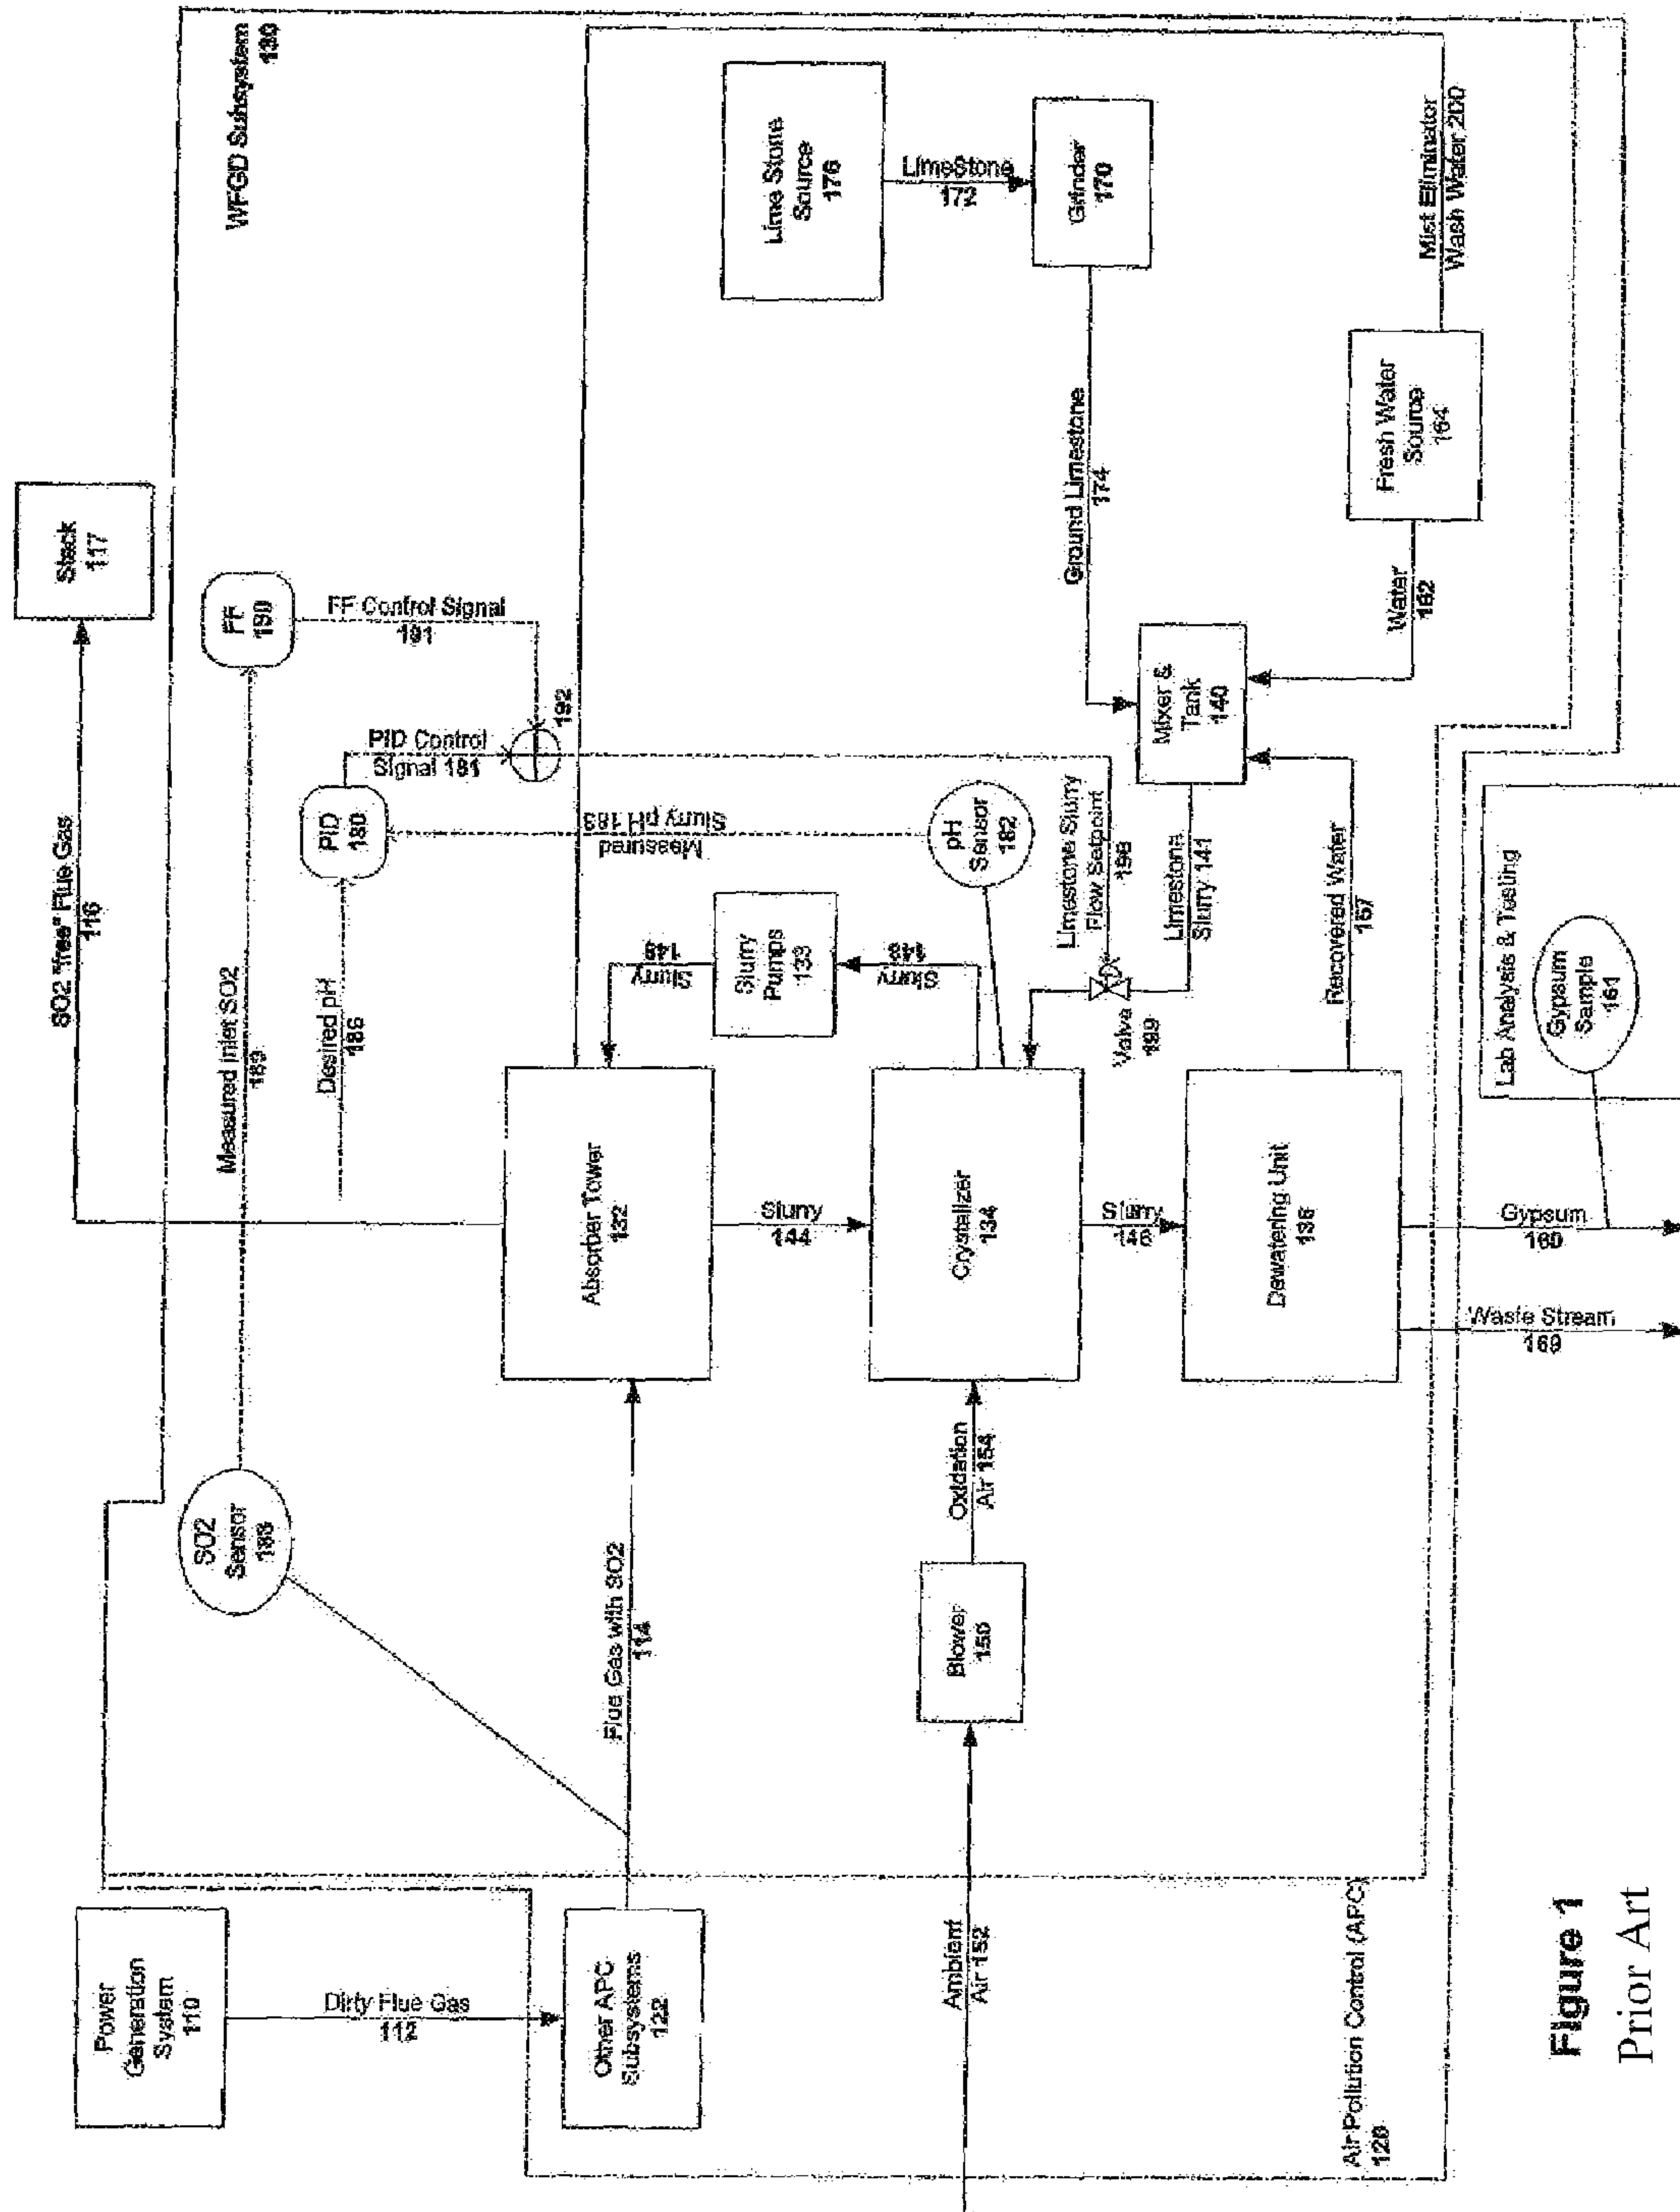 Power
Generation
System
110
Dirty Flue Gas
112
Other APC
Subsystems
122
Air Pollution Control (APC)
120
Ambient
Air 152
Blower
150
Oxidation
Air 154
Flue Gas with SO2
114
SO2
Sensor
188
Measured Inlet SO2
189
Desired pH
186
SO2 "free" Flue Gas
116
Stack
117
WFGD Subsystem
130
FF
190
FF Control Signal
191
192
PID
180
PID Control
Signal 181
Measured
Slurry pH 183
Absorber Tower
132
Slurry
144
Slurry
148
Slurry
Pumps
133
Slurry
148
Crystalizer
134
pH
Sensor
182
Limestone Slurry
Flow Setpoint
196
Valve
199
Limestone
Slurry 141
Slurry
146
Dewatering Unit
136
Recovered Water
167
Mixer &
Tank
140
Lime Stone
Source
176
LimeStone
172
Grinder
170
Ground Limestone
174
Fresh Water
Source
164
Water
162
Mist Eliminator
Wash Water 200
Lab Analysis & Testing
Gypsum
Sample
161
Gypsum
160
Waste Stream
169
Figure 1
Prior Art